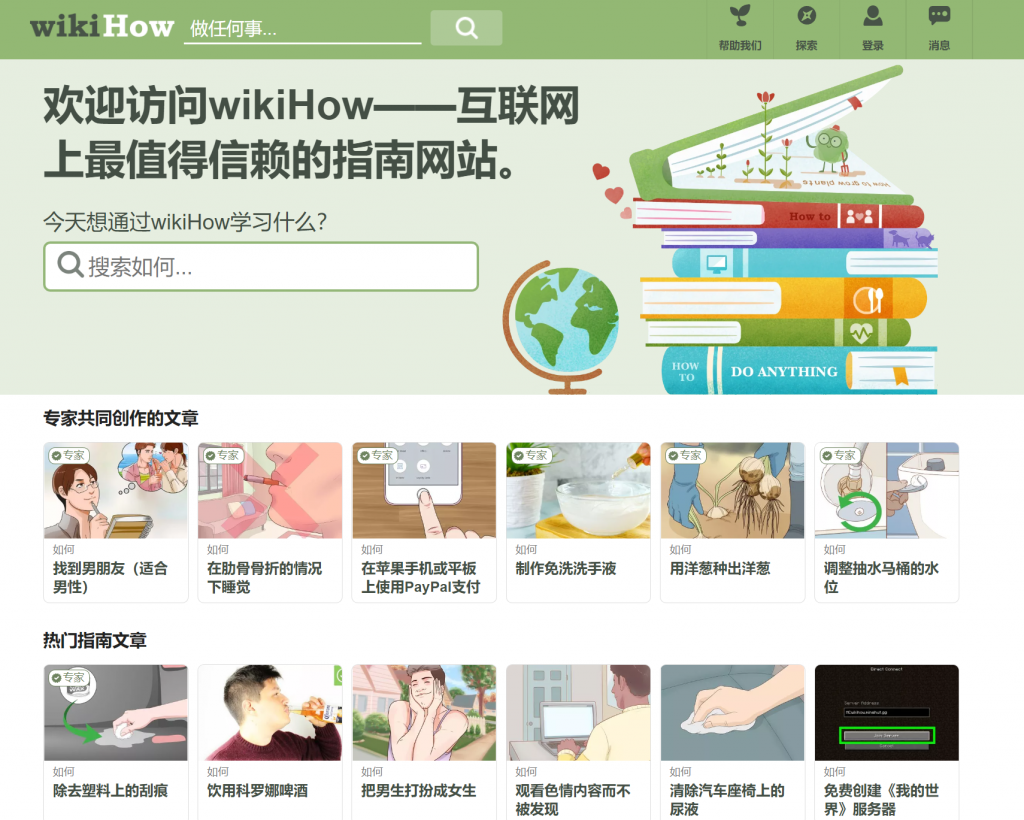 wikiHow
做任何事...
帮助我们
探索
登录
消息
欢迎访问wikiHow——互联网
上最值得信赖的指南网站。
今天想通过wikiHow学习什么？
搜索如何...
how to grow plants
How to
HOW
TO
DO ANYTHING
专家共同创作的文章
专家
专家
专家
专家
专家
专家
如何
找到男朋友（适合
男性）
如何
在肋骨骨折的情况
下睡觉
如何
在苹果手机或平板
上使用PayPal支付
如何
制作免洗洗手液
如何
用洋葱种出洋葱
如何
调整抽水马桶的水
位
热门指南文章
专家
Direct Connect
Server Address
Join Server
Cancel
如何
除去塑料上的刮痕
如何
饮用科罗娜啤酒
如何
把男生打扮成女生
如何
观看色情内容而不
被发现
如何
清除汽车座椅上的
尿液
如何
免费创建《我的世
界》服务器